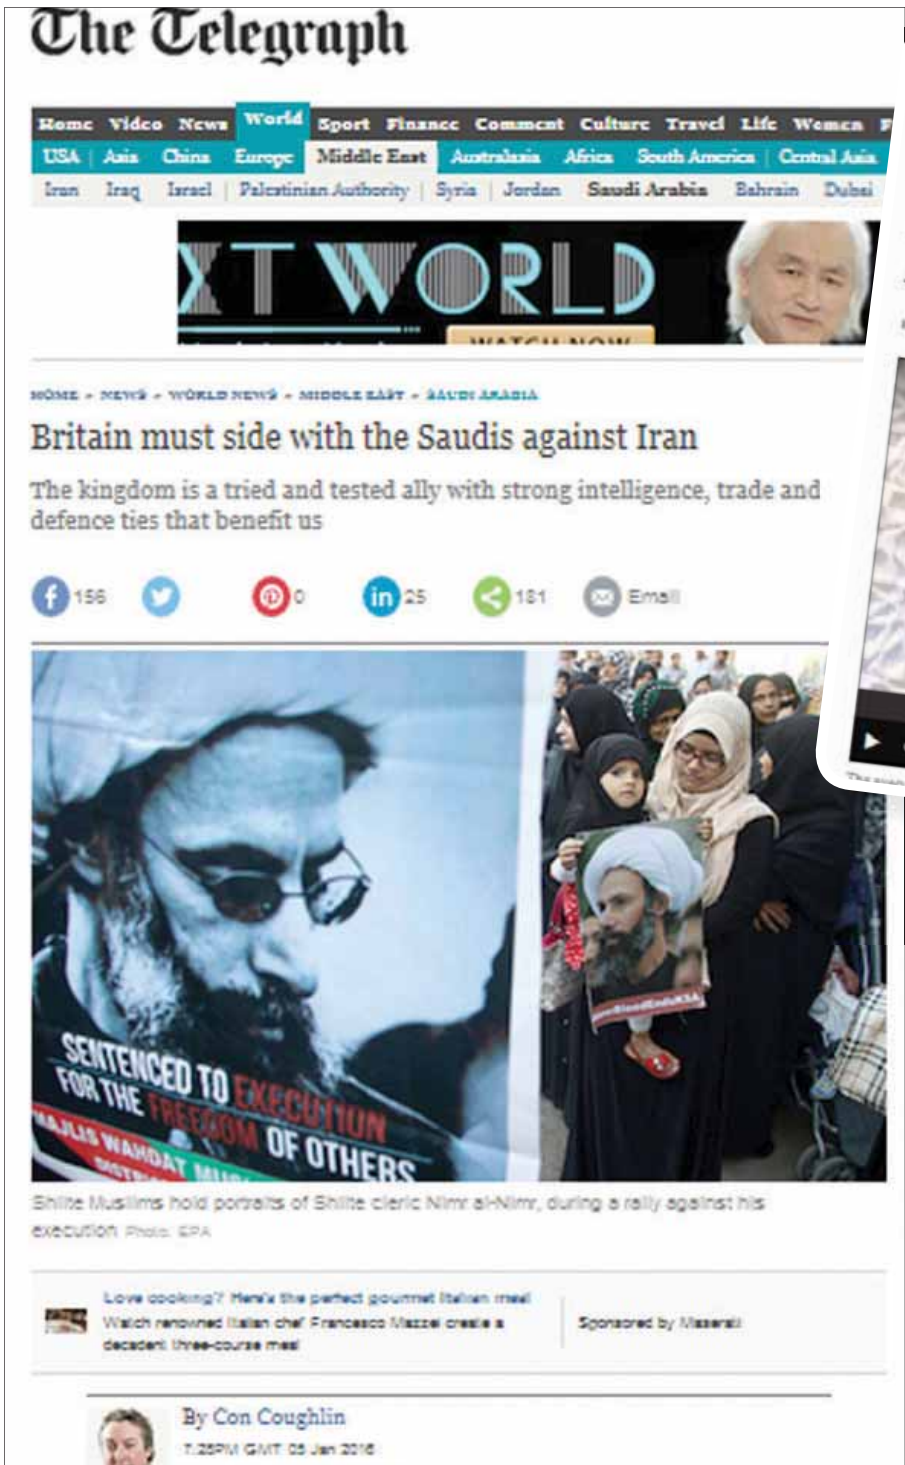 The Telegraph
Home Video News World Sport Finance Comment Culture Travel Life Women
USA Asia China Europe Middle East Australasia Africa South America Central Asia
Iran Iraq Israel Palestinian Authority Syria Jordan Saudi Arabia Bahrain Dubai
XT WORLD
WATCH NOW
HOME » NEWS » WORLD NEWS » MIDDLE EAST » SAUDI ARABIA
Britain must side with the Saudis against Iran
The kingdom is a tried and tested ally with strong intelligence, trade and
defence ties that benefit us
156 0 in 25 181 Email
SENTENCED TO EXECUTION
FOR THE FREEDOM OF OTHERS
MAJLIS WAHDAT
Shiite Muslims hold portraits of Shiite cleric Nimr al-Nimr, during a rally against his
execution Photo: EPA
Love cooking? Here's the perfect gourmet Italian meal
Watch renowned Italian chef Francesco Mazzei create a
decadent three-course meal
Sponsored by Maserati
By Con Coughlin